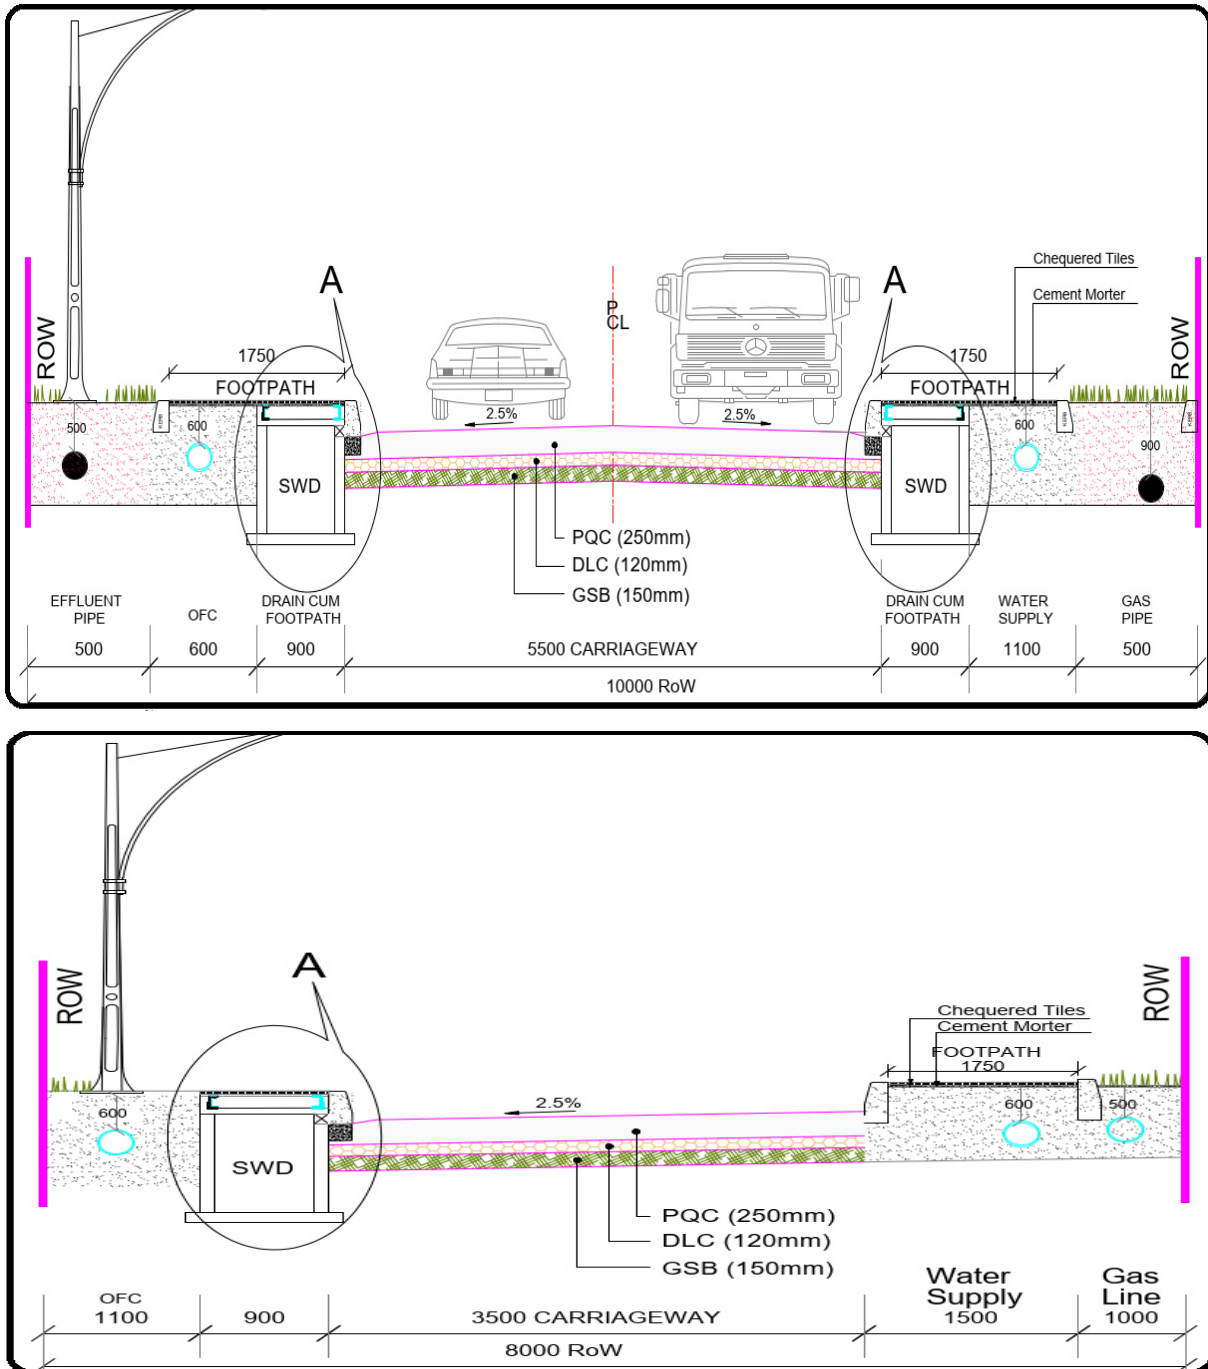 Chequered Tiles
A
A
Cement Morter
P
CL
ROW
ROW
1750
1750
FOOTPATH
FOOTPATH
2.5%
2.5%
500
600
KERB
600
KERB
900
KERB
SWD
SWD
PQC (250mm)
DLC (120mm)
GSB (150mm)
EFFLUENT
PIPE
OFC
DRAIN CUM
FOOTPATH
DRAIN CUM
FOOTPATH
WATER
SUPPLY
GAS
PIPE
500
600
900
5500 CARRIAGEWAY
900
1100
500
10000 RoW
A
ROW
ROW
Chequered Tiles
Cement Morter
FOOTPATH
1750
2.5%
600
600
500
SWD
PQC (250mm)
DLC (120mm)
GSB (150mm)
Water
Supply
Gas
Line
OFC
1100
900
3500 CARRIAGEWAY
1500
1000
8000 RoW